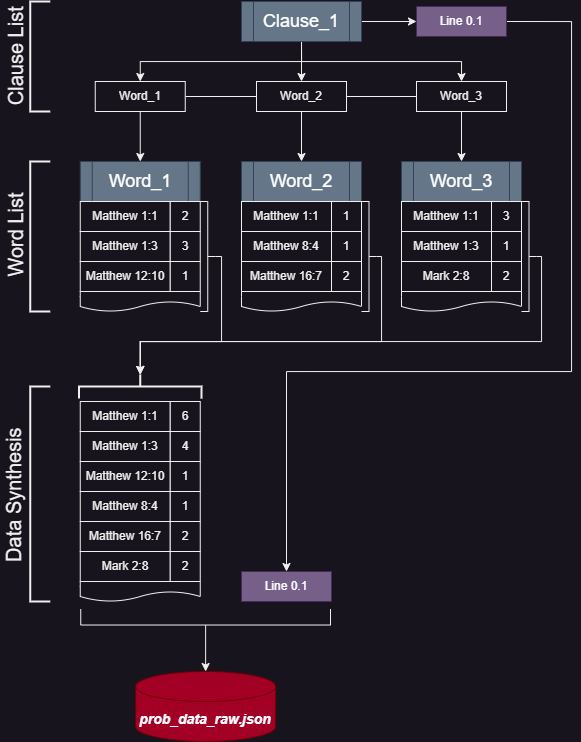 Clause List
Clause_1
Line 0.1
Word_1
Word_2
Word_3
Word List
Word_1
Matthew 1:1 2
Matthew 1:3 3
Matthew 12:10 1
Word_2
Matthew 1:1 1
Matthew 8:4 1
Matthew 16:7 2
Word_3
Matthew 1:1 3
Matthew 1:3 1
Mark 2:8 2
Data Synthesis
Matthew 1:1 6
Matthew 1:3 4
Matthew 12:10 1
Matthew 8:4 1
Matthew 16:7 2
Mark 2:8 2
Line 0.1
prob_data_raw.json